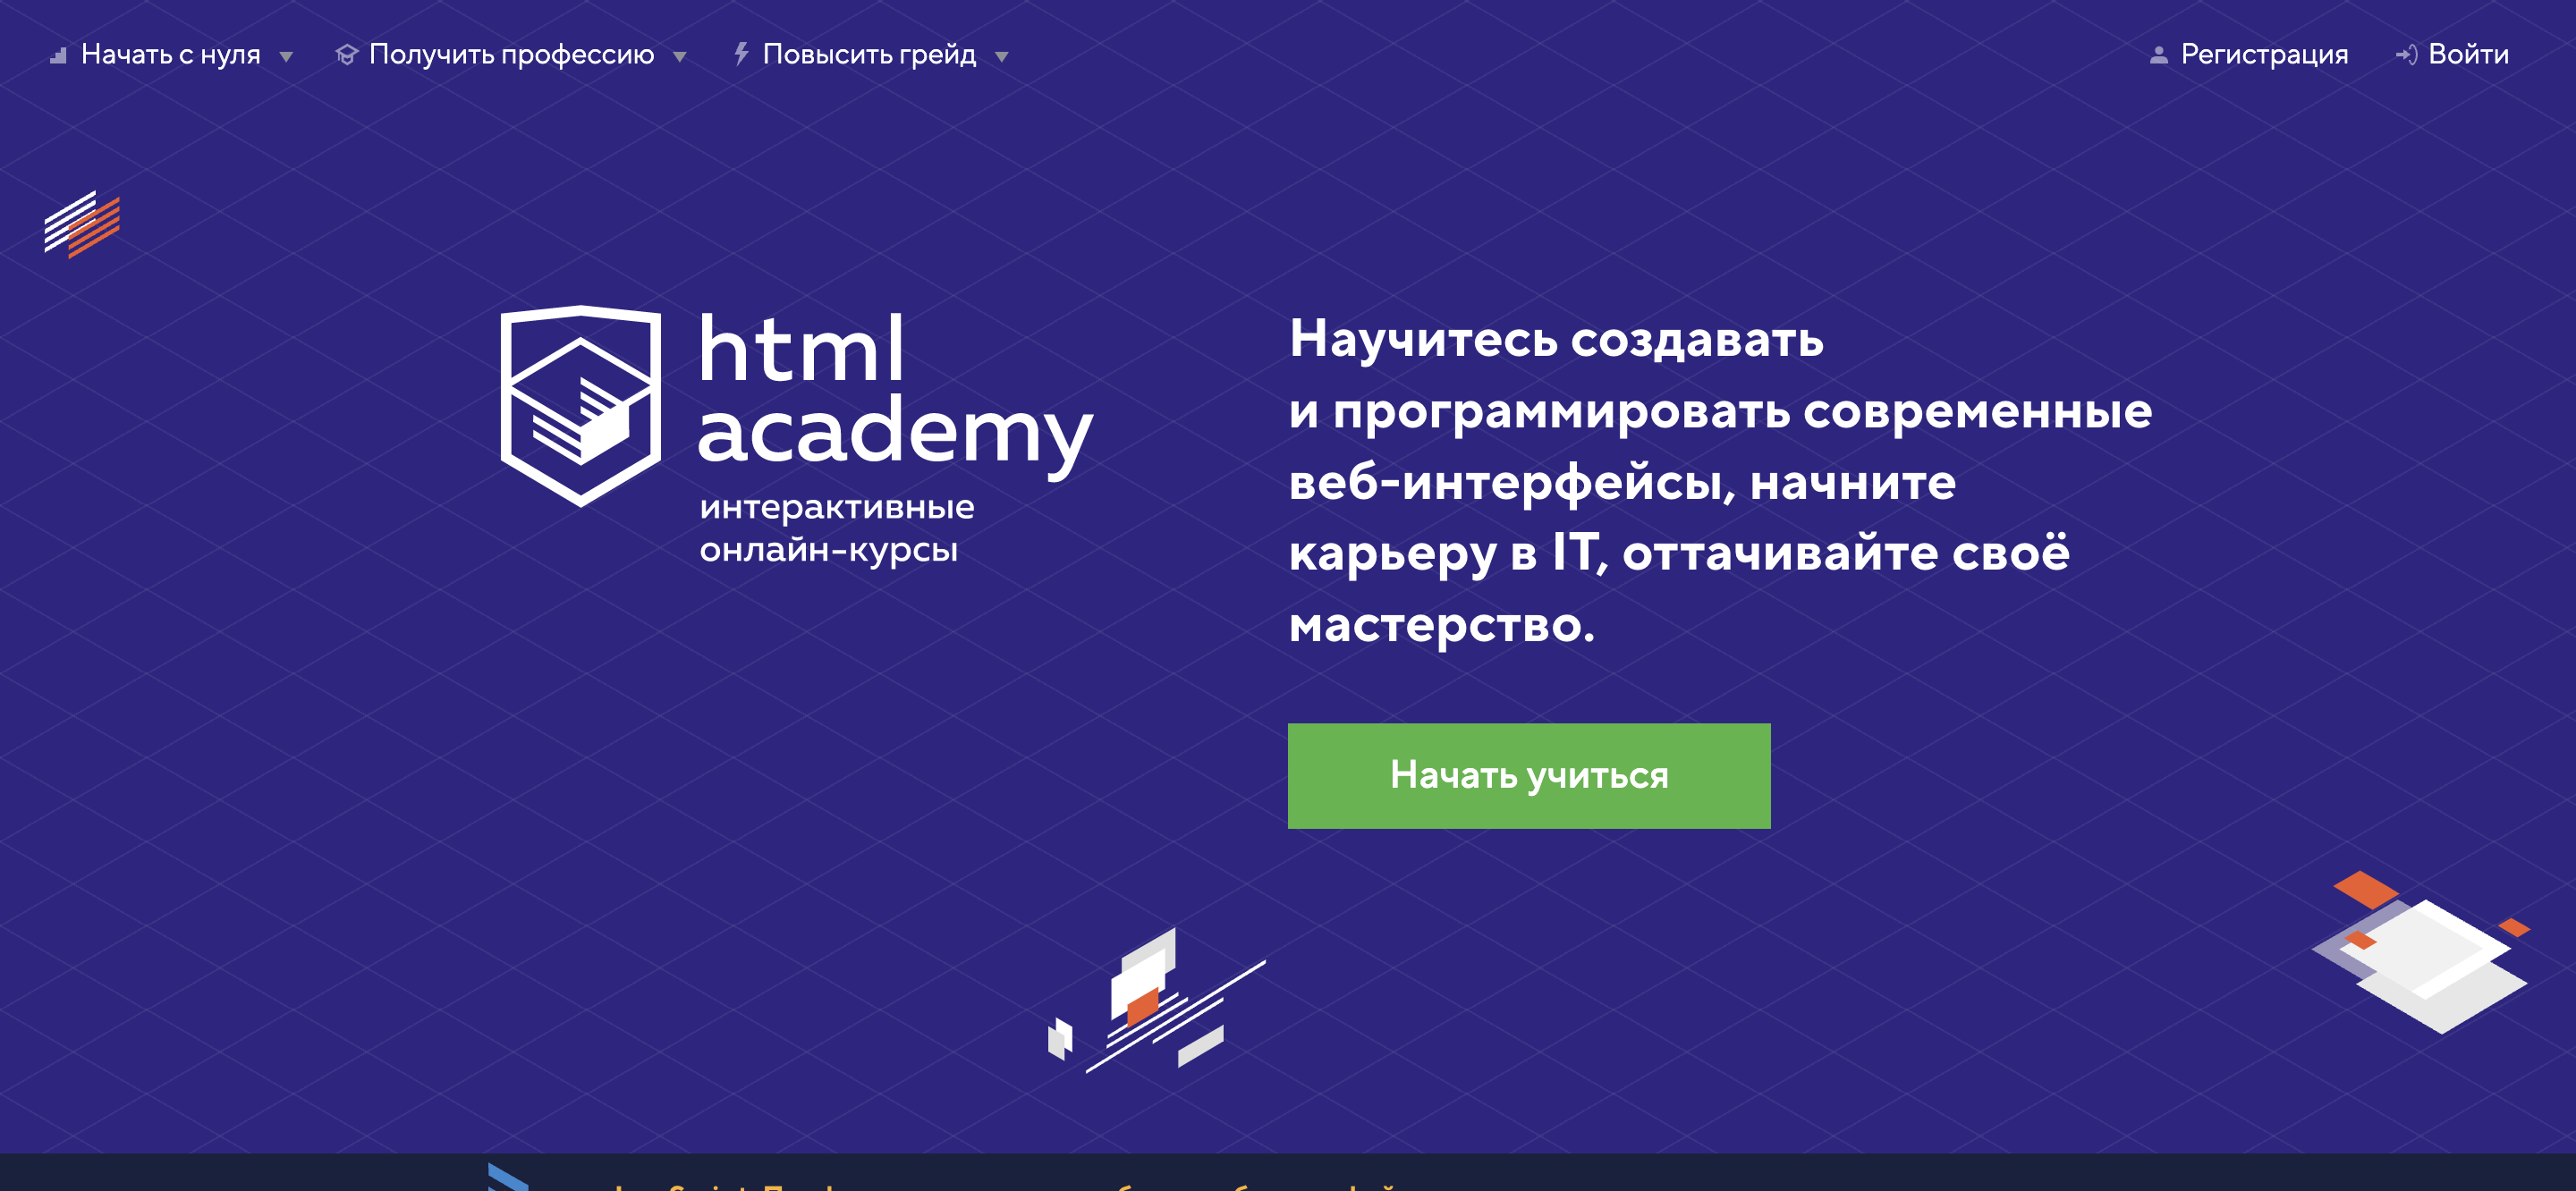 Начать с нуля
Получить профессию
Повысить грейд
Регистрация
Войти
html
academy
интерактивные
онлайн-курсы
Научитесь создавать
и программировать современные
веб-интерфейсы, начните
карьеру в IT, оттачивайте своё
мастерство.
Начать учиться